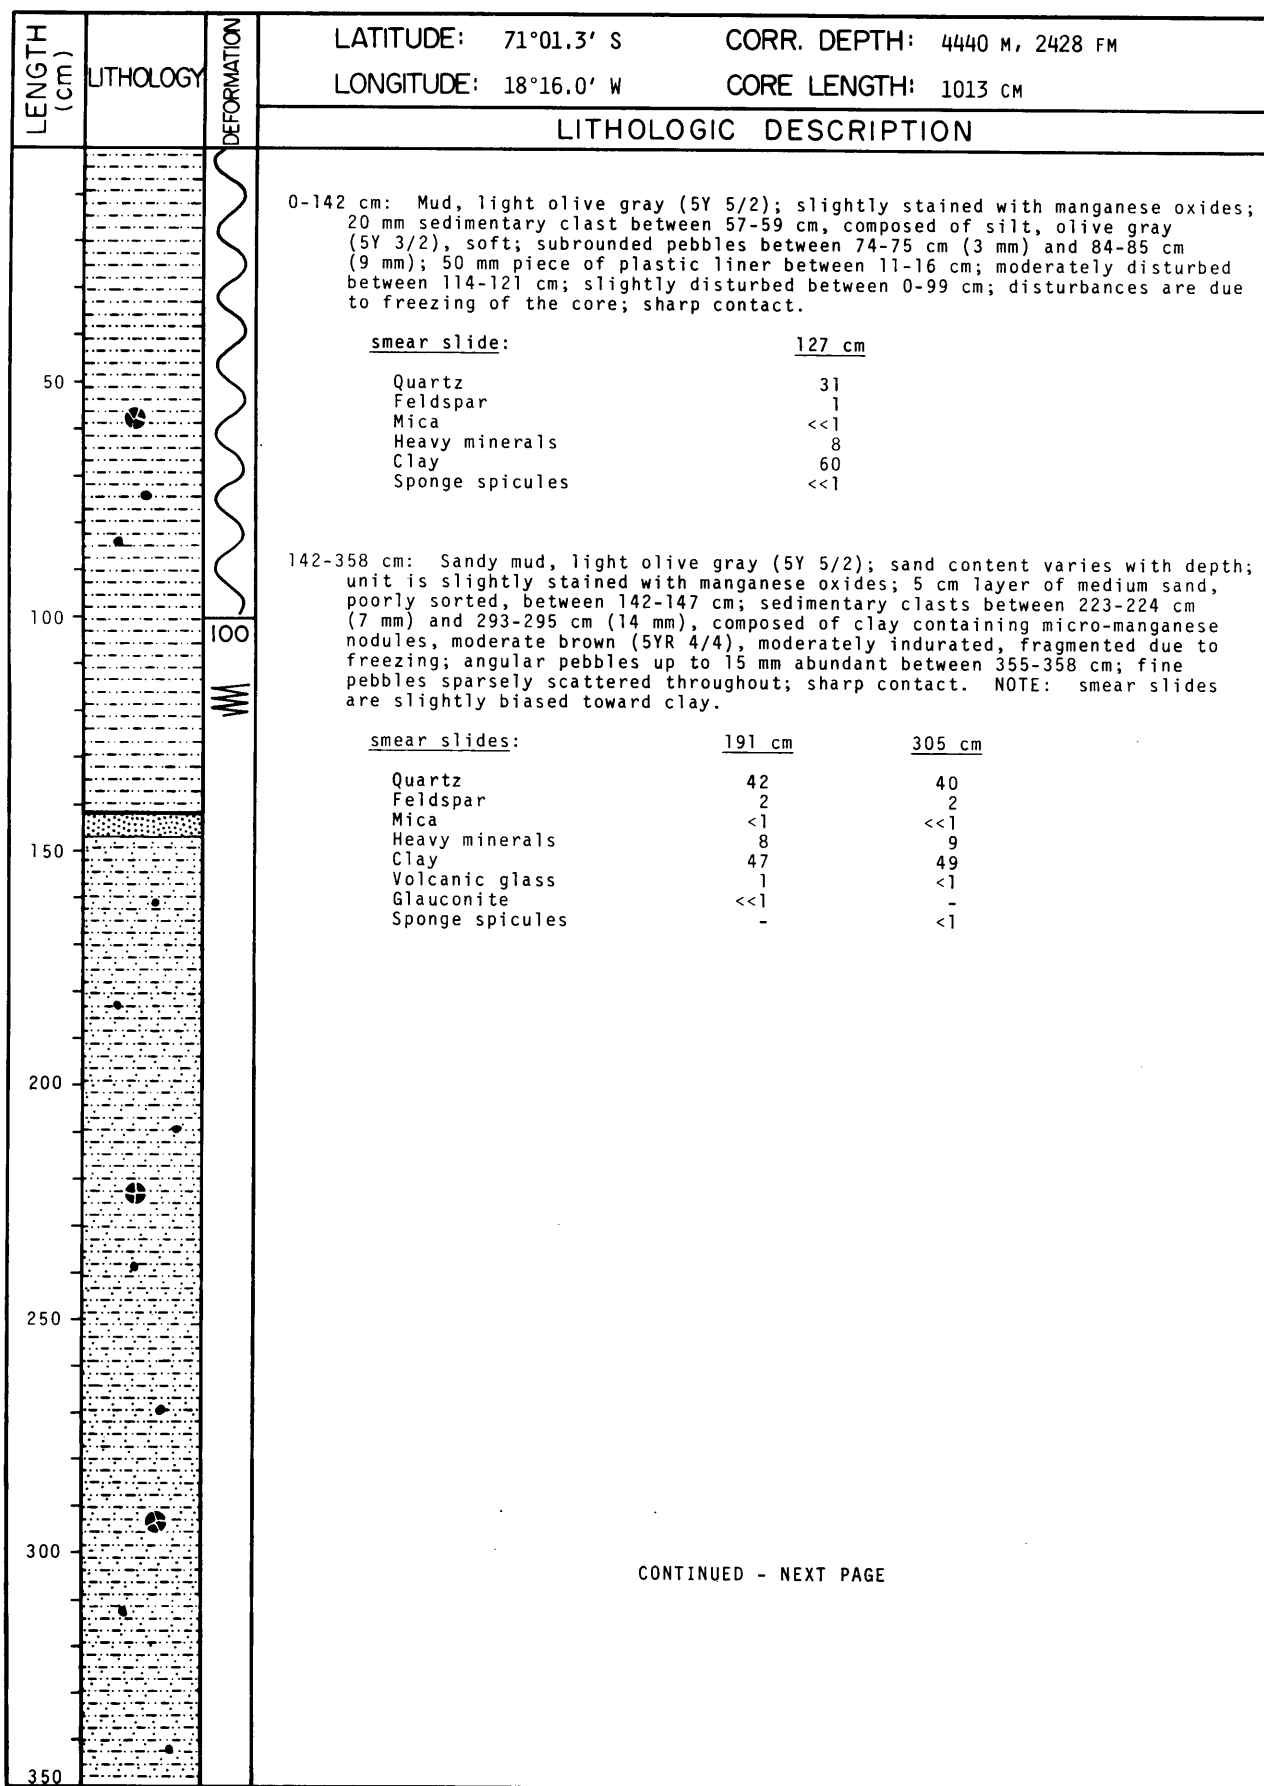 LENGTH (cm)
LITHOLOGY
DEFORMATION
LATITUDE: 71°01.3' S CORR. DEPTH: 4440 M, 2428 FM
LONGITUDE: 18°16.0' W CORE LENGTH: 1013 CM
LITHOLOGIC DESCRIPTION
0-142 cm: Mud, light olive gray (5Y 5/2); slightly stained with manganese oxides;
20 mm sedimentary clast between 57-59 cm, composed of silt, olive gray
(5Y 3/2), soft; subrounded pebbles between 74-75 cm (3 mm) and 84-85 cm
(9 mm); 50 mm piece of plastic liner between 11-16 cm; moderately disturbed
between 114-121 cm; slightly disturbed between 0-99 cm; disturbances are due
to freezing of the core; sharp contact.
smear slide: 127 cm
50
Quartz 31
Feldspar 1
Mica <<1
Heavy minerals 8
Clay 60
Sponge spicules <<1
142-358 cm: Sandy mud, light olive gray (5Y 5/2); sand content varies with depth;
unit is slightly stained with manganese oxides; 5 cm layer of medium sand,
100
poorly sorted, between 142-147 cm; sedimentary clasts between 223-224 cm
100
(7 mm) and 293-295 cm (14 mm), composed of clay containing micro-manganese
nodules, moderate brown (5YR 4/4), moderately indurated, fragmented due to
freezing; angular pebbles up to 15 mm abundant between 355-358 cm; fine
pebbles sparsely scattered throughout; sharp contact. NOTE: smear slides
are slightly biased toward clay.
smear slides: 191 cm 305 cm
Quartz 42 40
Feldspar 2 2
Mica <1 <<1
Heavy minerals 8 9
150
Clay 47 49
Volcanic glass 1 <1
Glauconite <<1 -
Sponge spicules - <1
200
250
300
CONTINUED - NEXT PAGE
350